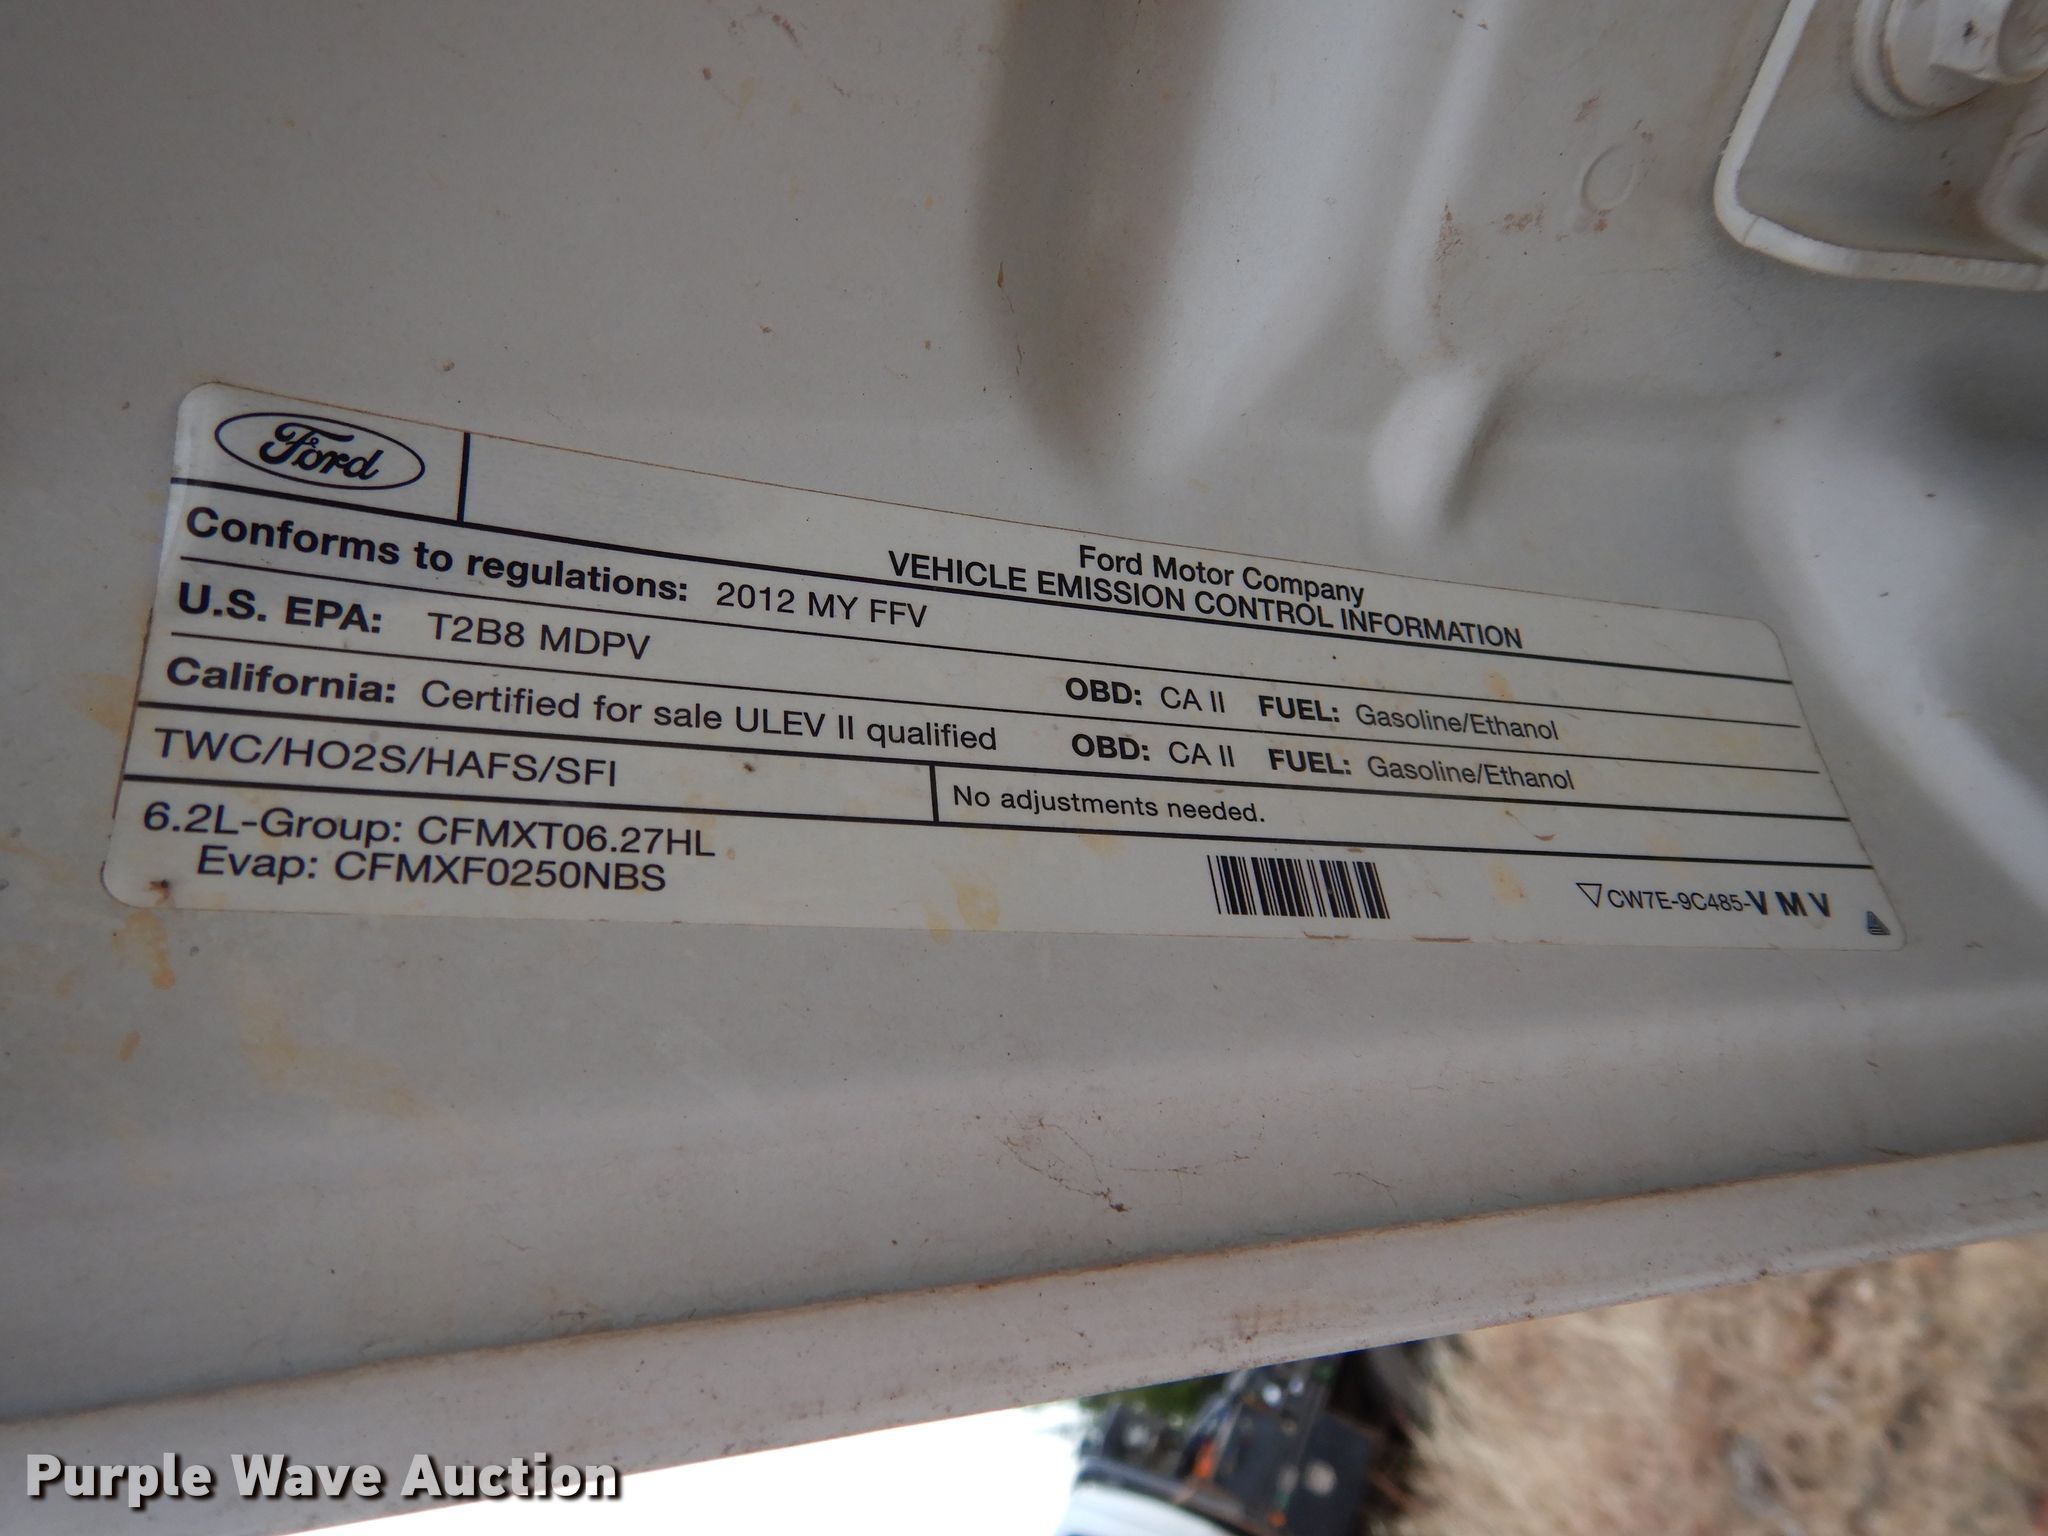 Ford
Ford Motor Company
VEHICLE EMISSION CONTROL INFORMATION
Conforms to regulations: 2012 MY FFV
U.S. EPA: T2B8 MDPV OBD: CA II FUEL: Gasoline/Ethanol
California: Certified for sale ULEV II qualified OBD: CA II FUEL: Gasoline/Ethanol
TWC/HO2S/HAFS/SFI No adjustments needed.
6.2L-Group: CFMXT06.27HL
Evap: CFMXF0250NBS
CW7E-9C485-VMV
Purple Wave Auction